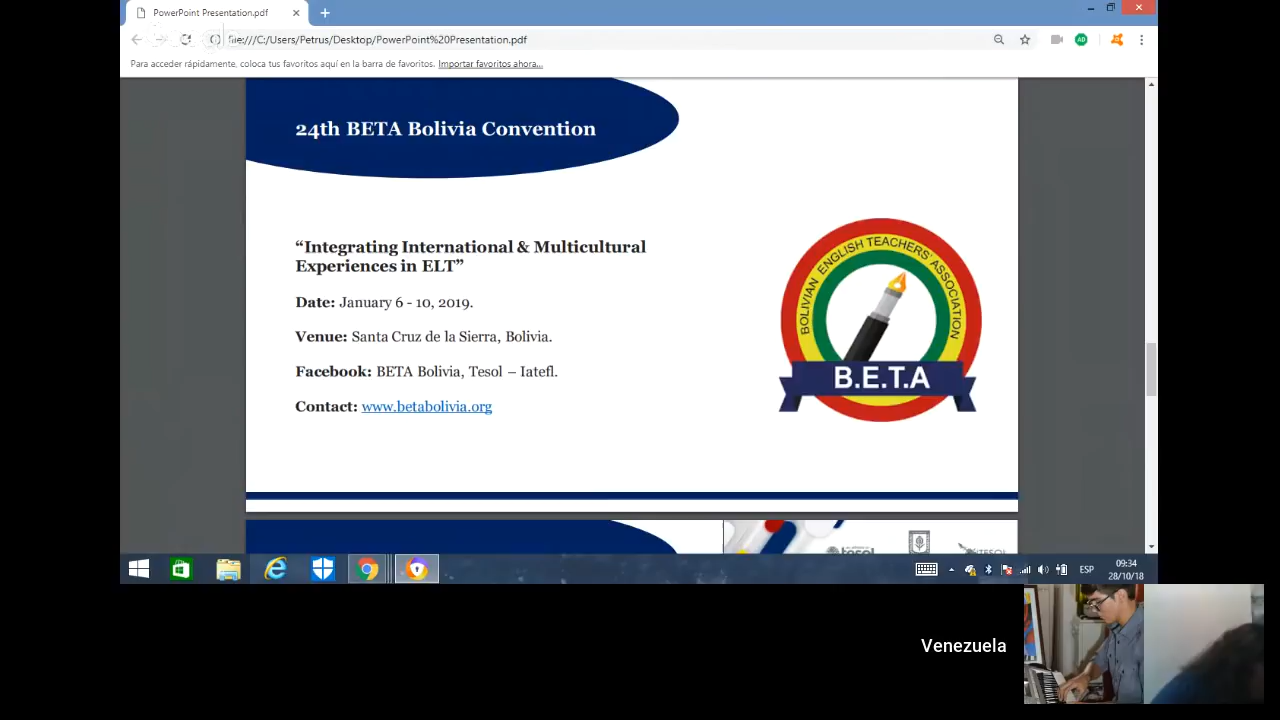 PowerPoint Presentation.pdf
file:///C:/Users/Petrus/Desktop/PowerPoint%20Presentation.pdf
Para acceder rápidamente, coloca tus favoritos aquí en la barra de favoritos. Importar favoritos ahora...
24th BETA Bolivia Convention
“Integrating International & Multicultural
Experiences in ELT”
Date: January 6 - 10, 2019.
Venue: Santa Cruz de la Sierra, Bolivia.
Facebook: BETA Bolivia, Tesol – Iatefl.
Contact: www.betabolivia.org
BOLIVIAN ENGLISH TEACHERS' ASSOCIATION
B.E.T.A
tesol
ESP
09:34
28/10/18
Venezuela